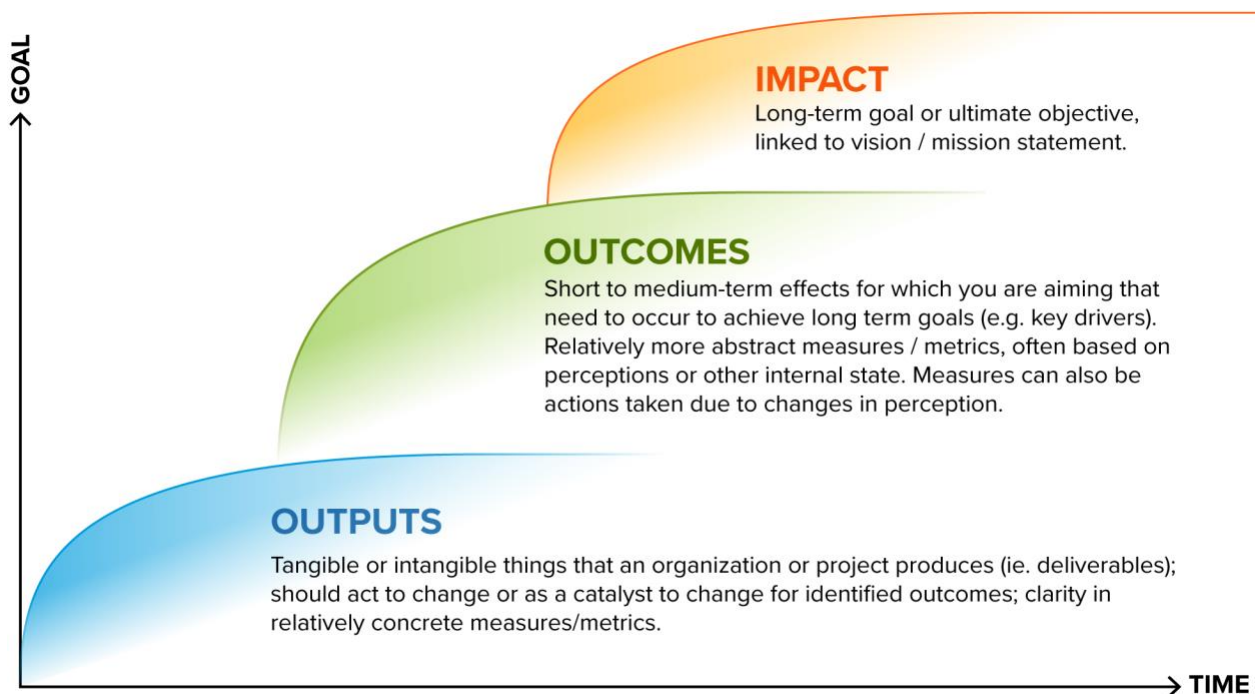 GOAL
IMPACT
Long-term goal or ultimate objective,
linked to vision / mission statement.
OUTCOMES
Short to medium-term effects for which you are aiming that
need to occur to achieve long term goals (e.g. key drivers).
Relatively more abstract measures / metrics, often based on
perceptions or other internal state. Measures can also be
actions taken due to changes in perception.
OUTPUTS
Tangible or intangible things that an organization or project produces (ie. deliverables);
should act to change or as a catalyst to change for identified outcomes; clarity in
relatively concrete measures/metrics.
TIME